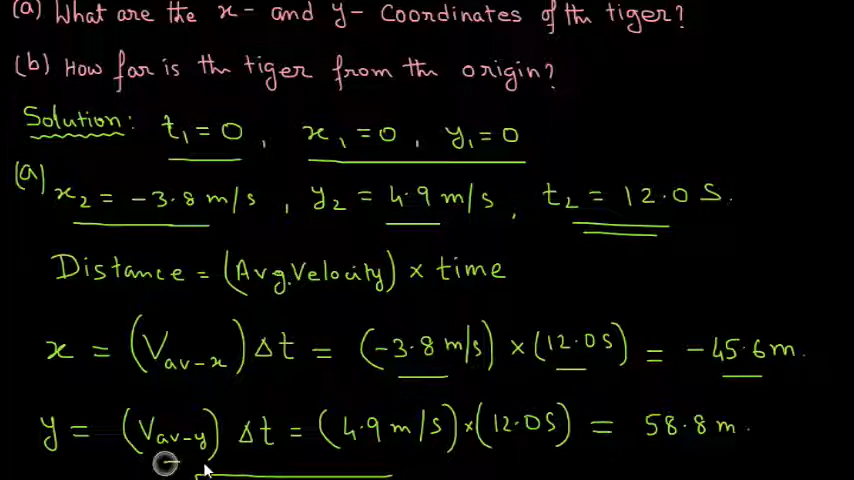 (a) What are the x- and y- Coordinates of the tiger?
(b) How far is the tiger from the origin?
Solution: t₁ = 0 , x₁ = 0 , y₁ = 0
(a) x₂ = -3.8 m/s , y₂ = 4.9 m/s , t₂ = 12.0 S.
Distance = (Avg.Velocity) × time
x = (Vav-x) Δt = (-3.8 m/s) × (12.0 S) = -45.6 m.
y = (Vav-y) Δt = (4.9 m/s) × (12.0 S) = 58.8 m.